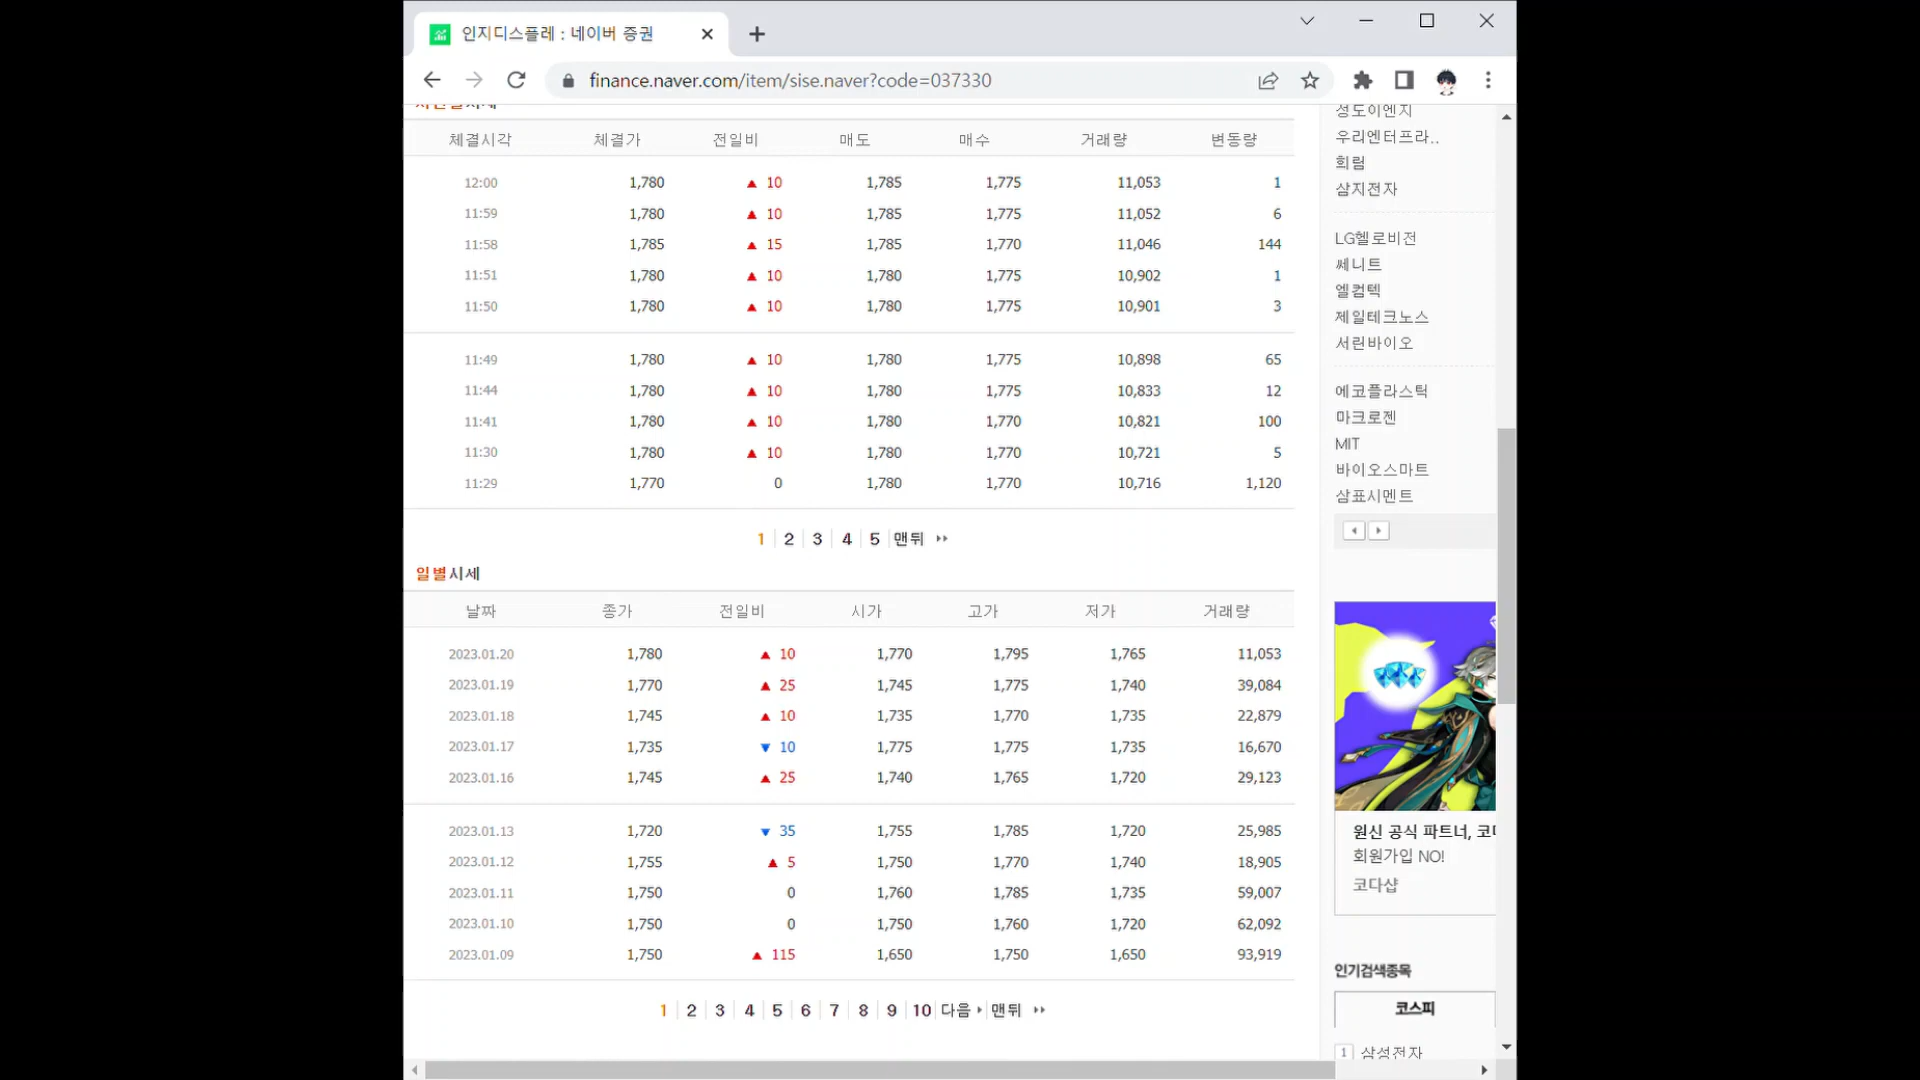 인지디스플레 : 네이버 증권
finance.naver.com/item/sise.naver?code=037330
체결시각 체결가 전일비 매도 매수 거래량 변동량
12:00 1,780 ▲ 10 1,785 1,775 11,053 1
11:59 1,780 ▲ 10 1,785 1,775 11,052 6
11:58 1,785 ▲ 15 1,785 1,770 11,046 144
11:51 1,780 ▲ 10 1,780 1,775 10,902 1
11:50 1,780 ▲ 10 1,780 1,775 10,901 3
11:49 1,780 ▲ 10 1,780 1,775 10,898 65
11:44 1,780 ▲ 10 1,780 1,775 10,833 12
11:41 1,780 ▲ 10 1,780 1,770 10,821 100
11:30 1,780 ▲ 10 1,780 1,770 10,721 5
11:29 1,770 0 1,780 1,770 10,716 1,120
1 2 3 4 5 맨뒤
일별시세
날짜 종가 전일비 시가 고가 저가 거래량
2023.01.20 1,780 ▲ 10 1,770 1,795 1,765 11,053
2023.01.19 1,770 ▲ 25 1,745 1,775 1,740 39,084
2023.01.18 1,745 ▲ 10 1,735 1,770 1,735 22,879
2023.01.17 1,735 ▼ 10 1,775 1,775 1,735 16,670
2023.01.16 1,745 ▲ 25 1,740 1,765 1,720 29,123
2023.01.13 1,720 ▼ 35 1,755 1,785 1,720 25,985
2023.01.12 1,755 ▲ 5 1,750 1,770 1,740 18,905
2023.01.11 1,750 0 1,760 1,785 1,735 59,007
2023.01.10 1,750 0 1,750 1,760 1,720 62,092
2023.01.09 1,750 ▲ 115 1,650 1,750 1,650 93,919
1 2 3 4 5 6 7 8 9 10 다음 맨뒤
성도이엔지
우리엔터프라..
희림
삼지전자
LG헬로비전
쎄니트
엘컴텍
제일테크노스
서린바이오
에코플라스틱
마크로젠
MIT
바이오스마트
삼표시멘트
원신 공식 파트너,
회원가입 NO!
코다샵
인기검색종목
코스피
1 삼성전자